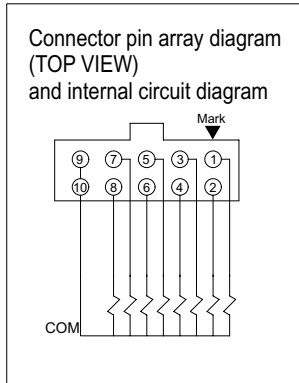 Connector pin array diagram
(TOP VIEW)
and internal circuit diagram
Mark
9 7 5 3 1
10 8 6 4 2
COM